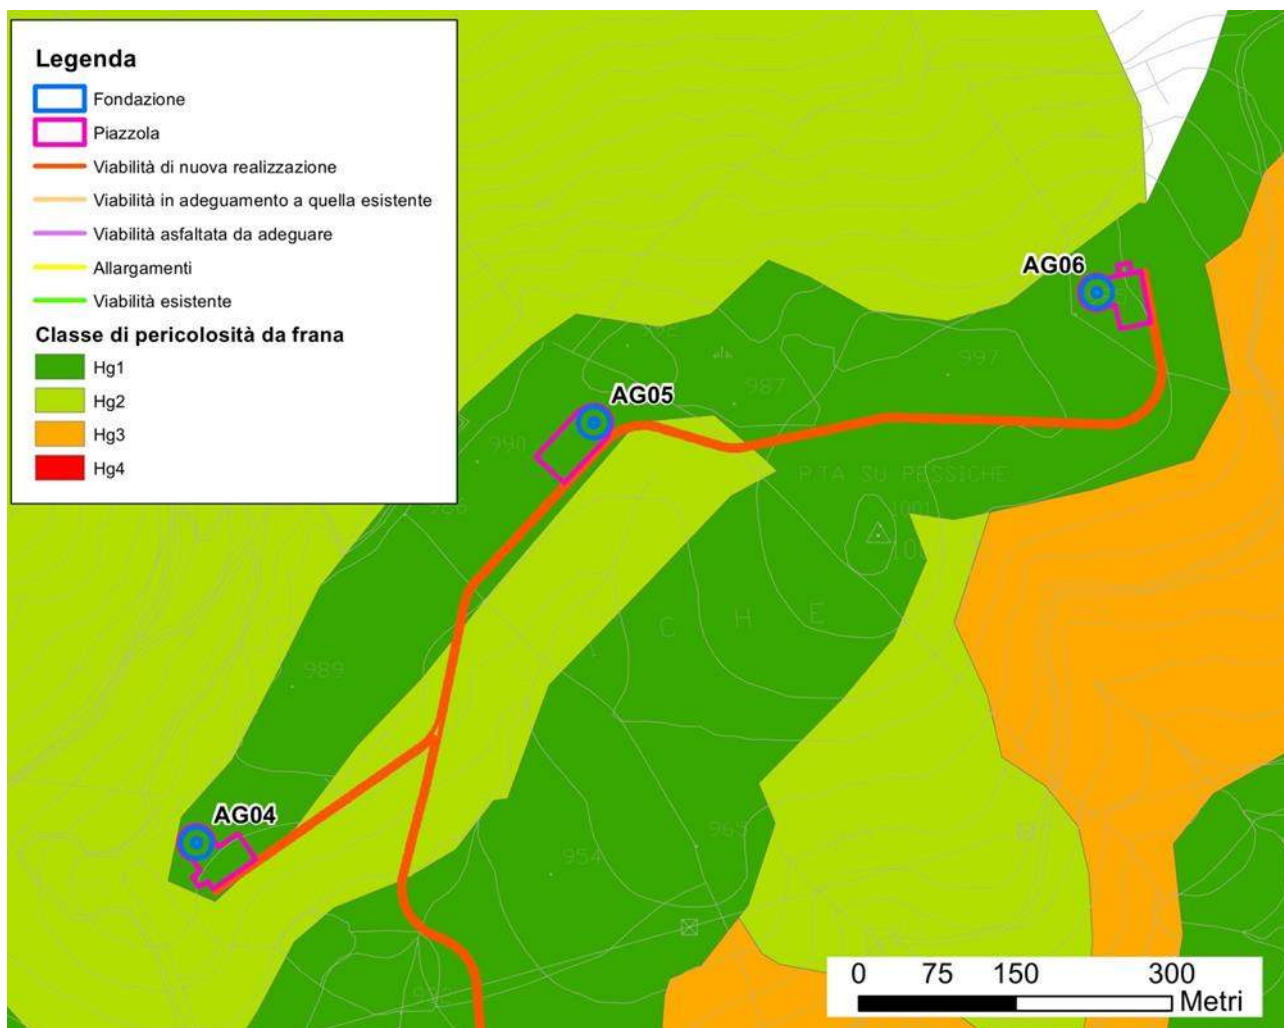 Legenda
Fondazione
Piazzola
Viabilità di nuova realizzazione
Viabilità in adeguamento a quella esistente
Viabilità asfaltata da adeguare
Allargamenti
Viabilità esistente
Classe di pericolosità da frana
Hg1
Hg2
Hg3
Hg4
AG06
997
987
AG05
990
P.TA SU PESSICHE
1001
986
C H E
989
AG04
965
954
0 75 150 300
Metri